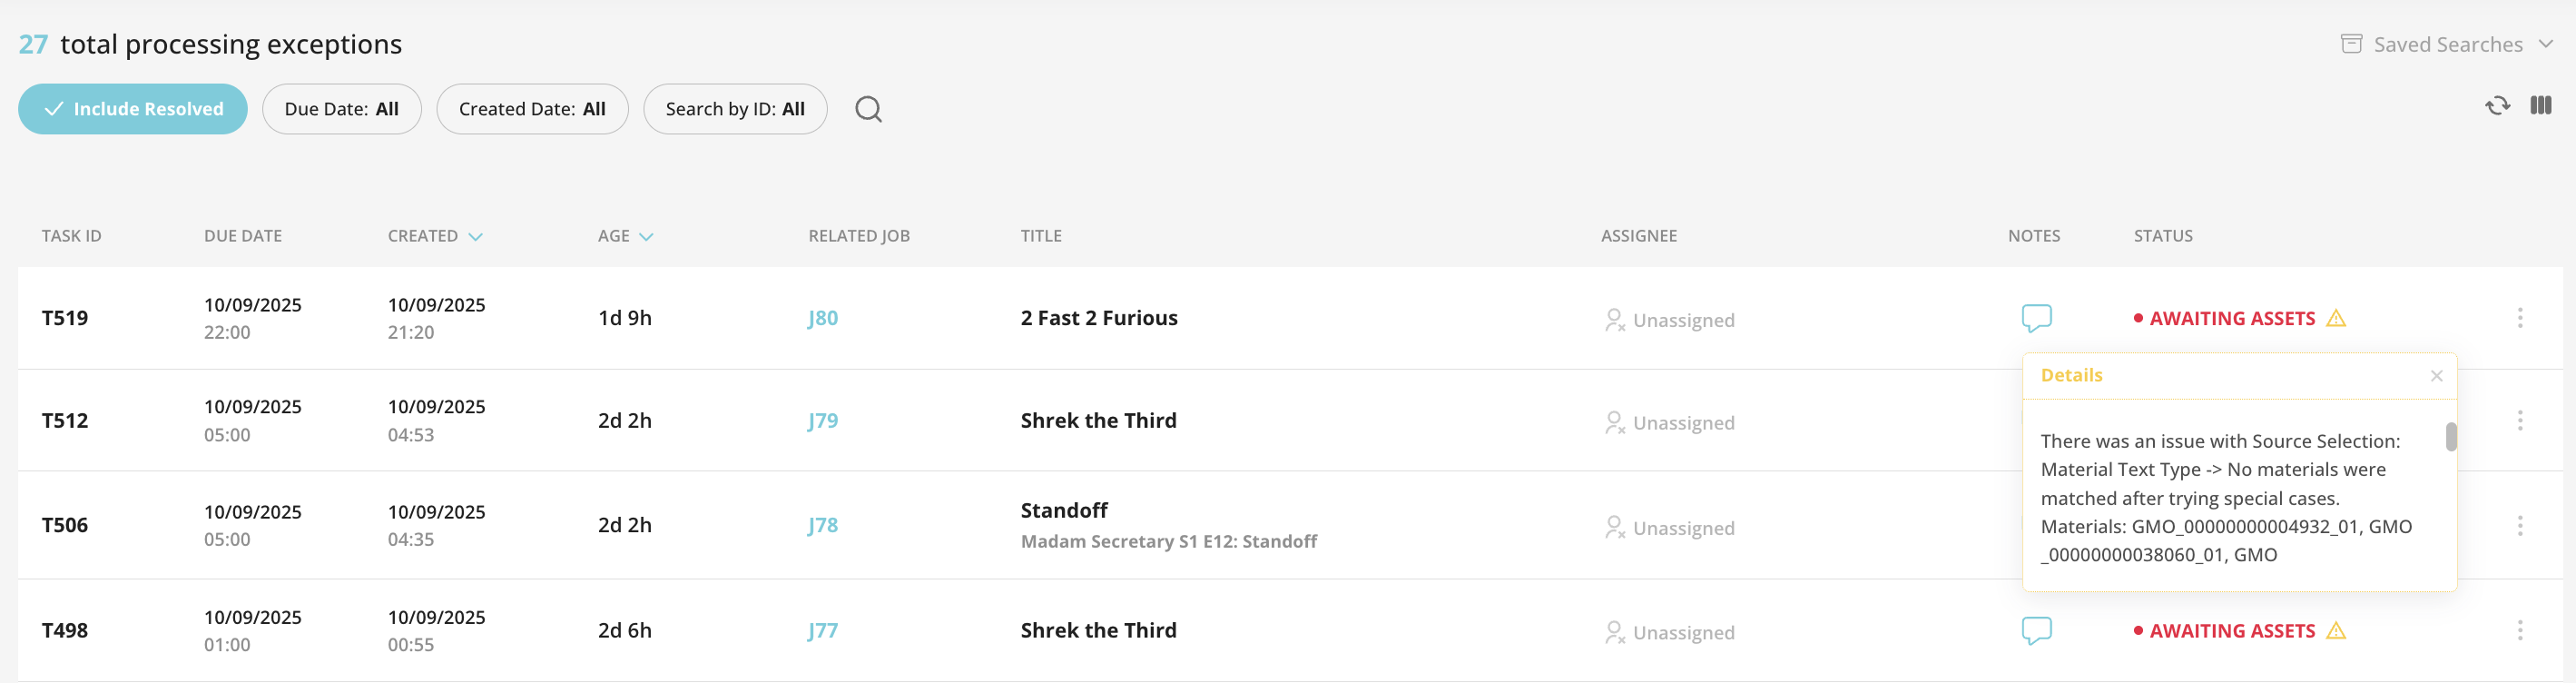 27 total processing exceptions
Saved Searches
Include Resolved
Due Date: All
Created Date: All
Search by ID: All
TASK ID DUE DATE CREATED AGE RELATED JOB TITLE ASSIGNEE NOTES STATUS
T519 10/09/2025 22:00 10/09/2025 21:20 1d 9h J80 2 Fast 2 Furious Unassigned AWAITING ASSETS
T512 10/09/2025 05:00 10/09/2025 04:53 2d 2h J79 Shrek the Third Unassigned
T506 10/09/2025 05:00 10/09/2025 04:35 2d 2h J78 Standoff Unassigned
Madam Secretary S1 E12: Standoff
T498 10/09/2025 01:00 10/09/2025 00:55 2d 6h J77 Shrek the Third Unassigned AWAITING ASSETS
Details
There was an issue with Source Selection:
Material Text Type -> No materials were
matched after trying special cases.
Materials: GMO_00000000004932_01, GMO
_00000000038060_01, GMO